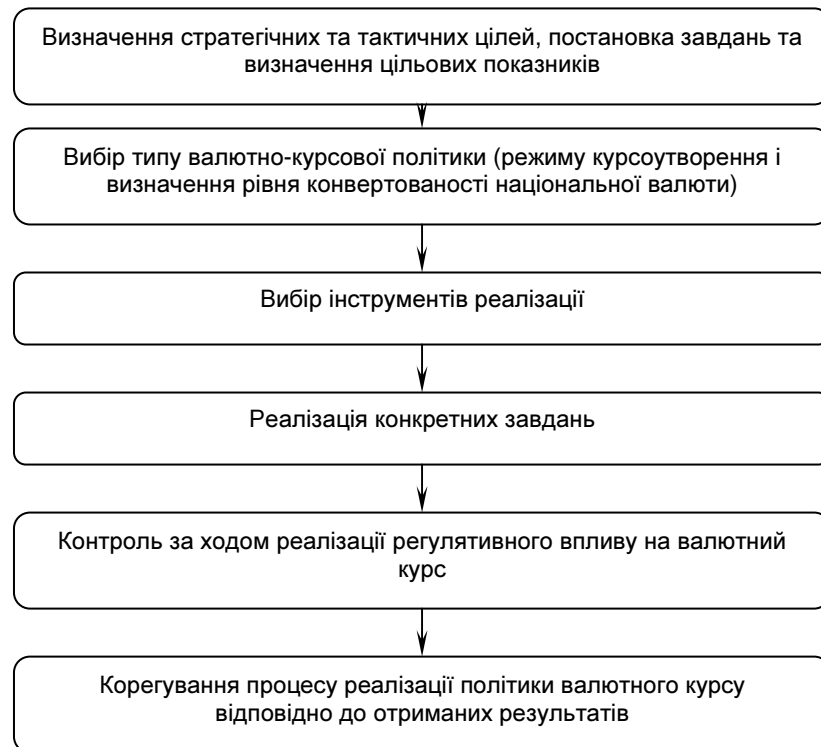 Визначення стратегічних та тактичних цілей, постановка завдань та
визначення цільових показників
Вибір типу валютно-курсової політики (режиму курсоутворення і
визначення рівня конвертованості національної валюти)
Вибір інструментів реалізації
Реалізація конкретних завдань
Контроль за ходом реалізації регулятивного впливу на валютний
курс
Корегування процесу реалізації політики валютного курсу
відповідно до отриманих результатів